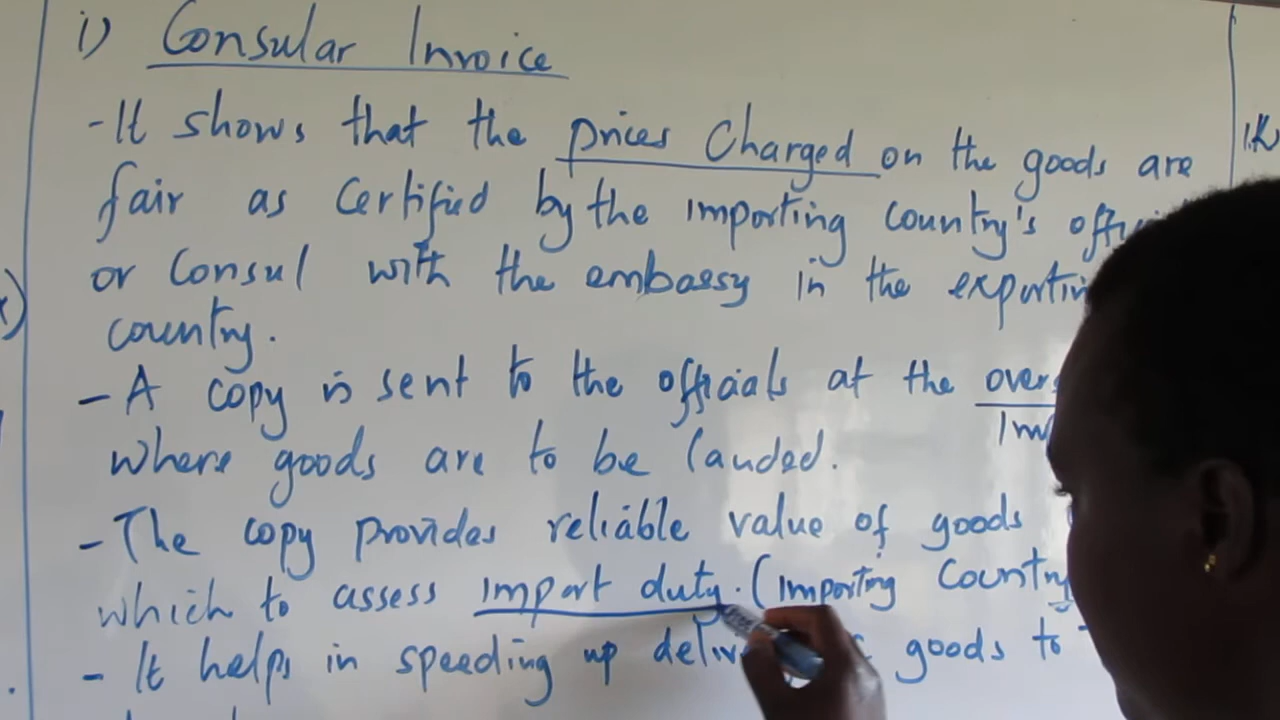 i) Consular Invoice
- It shows that the prices Charged on the goods are
fair as Certified by the importing country's
or Consul with the embassy in the
country.
- A copy is sent to the officials at the
where goods are to be landed.
- The copy provides reliable value of goods
which to assess import duty. (importing Country
- It helps in speeding up goods to